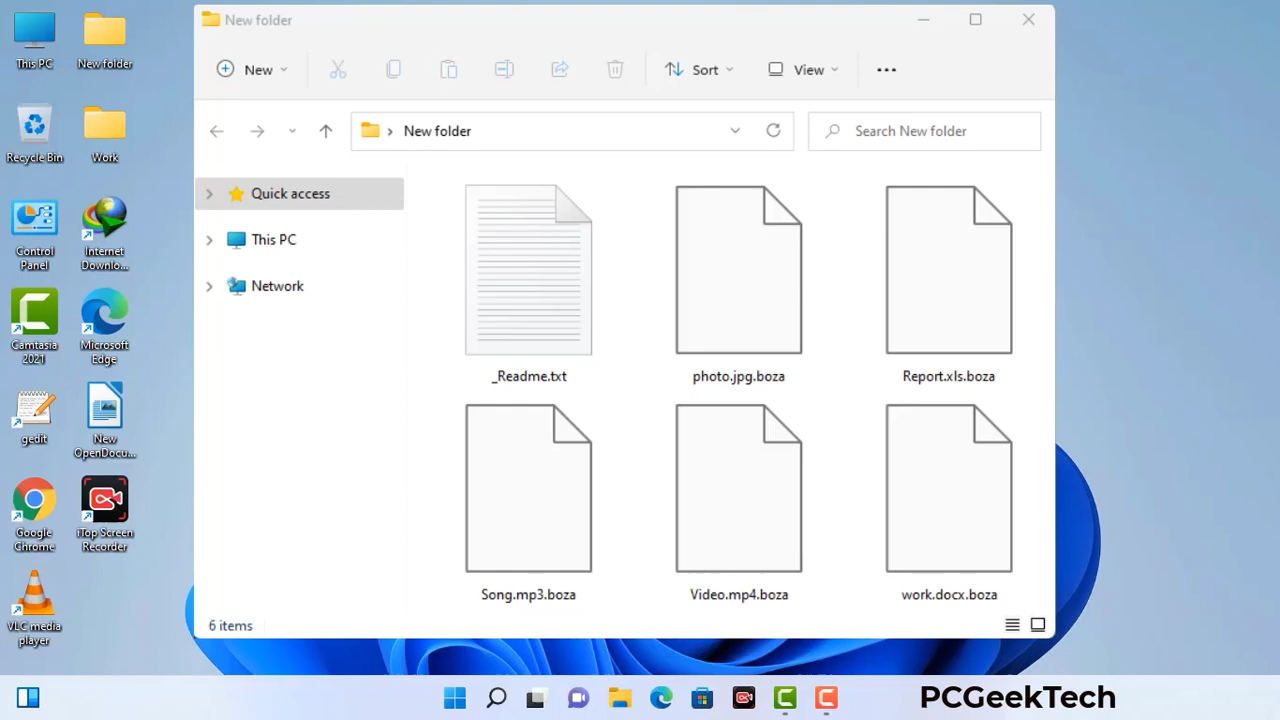 This PC
New folder
Recycle Bin
Work
Control
Panel
Internet
Downlo...
Camtasia
2021
Microsoft
Edge
gedit
New
OpenDocu...
Google
Chrome
iTop Screen
Recorder
VLC media
player
New folder
New
Sort
View
New folder
Search New folder
Quick access
This PC
Network
_Readme.txt
photo.jpg.boza
Report.xls.boza
Song.mp3.boza
Video.mp4.boza
work.docx.boza
6 items
PCGeekTech